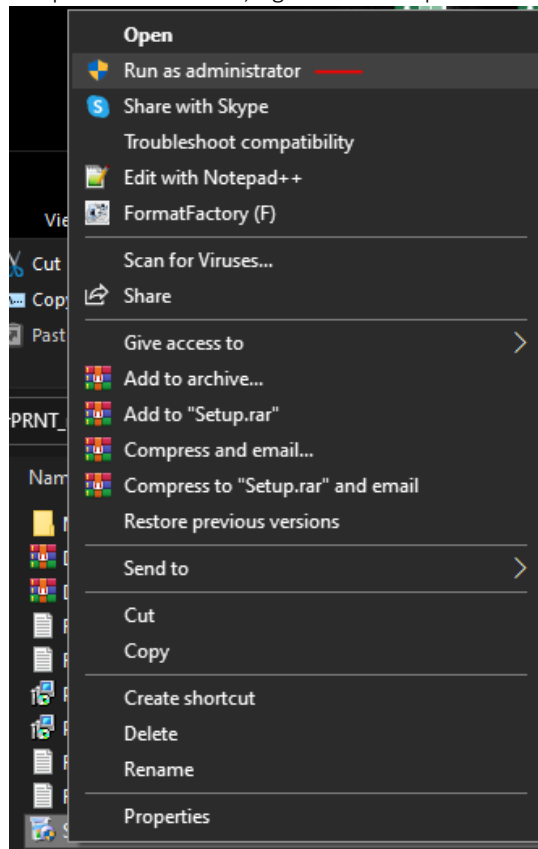 Open
Run as administrator
Share with Skype
Troubleshoot compatibility
Edit with Notepad++
FormatFactory (F)
Scan for Viruses...
Share
Give access to
Add to archive...
Add to "Setup.rar"
Compress and email...
Compress to "Setup.rar" and email
Restore previous versions
Send to
Cut
Copy
Create shortcut
Delete
Rename
Properties
Vie
Cut
Cop
Past
PRNT_
Nam